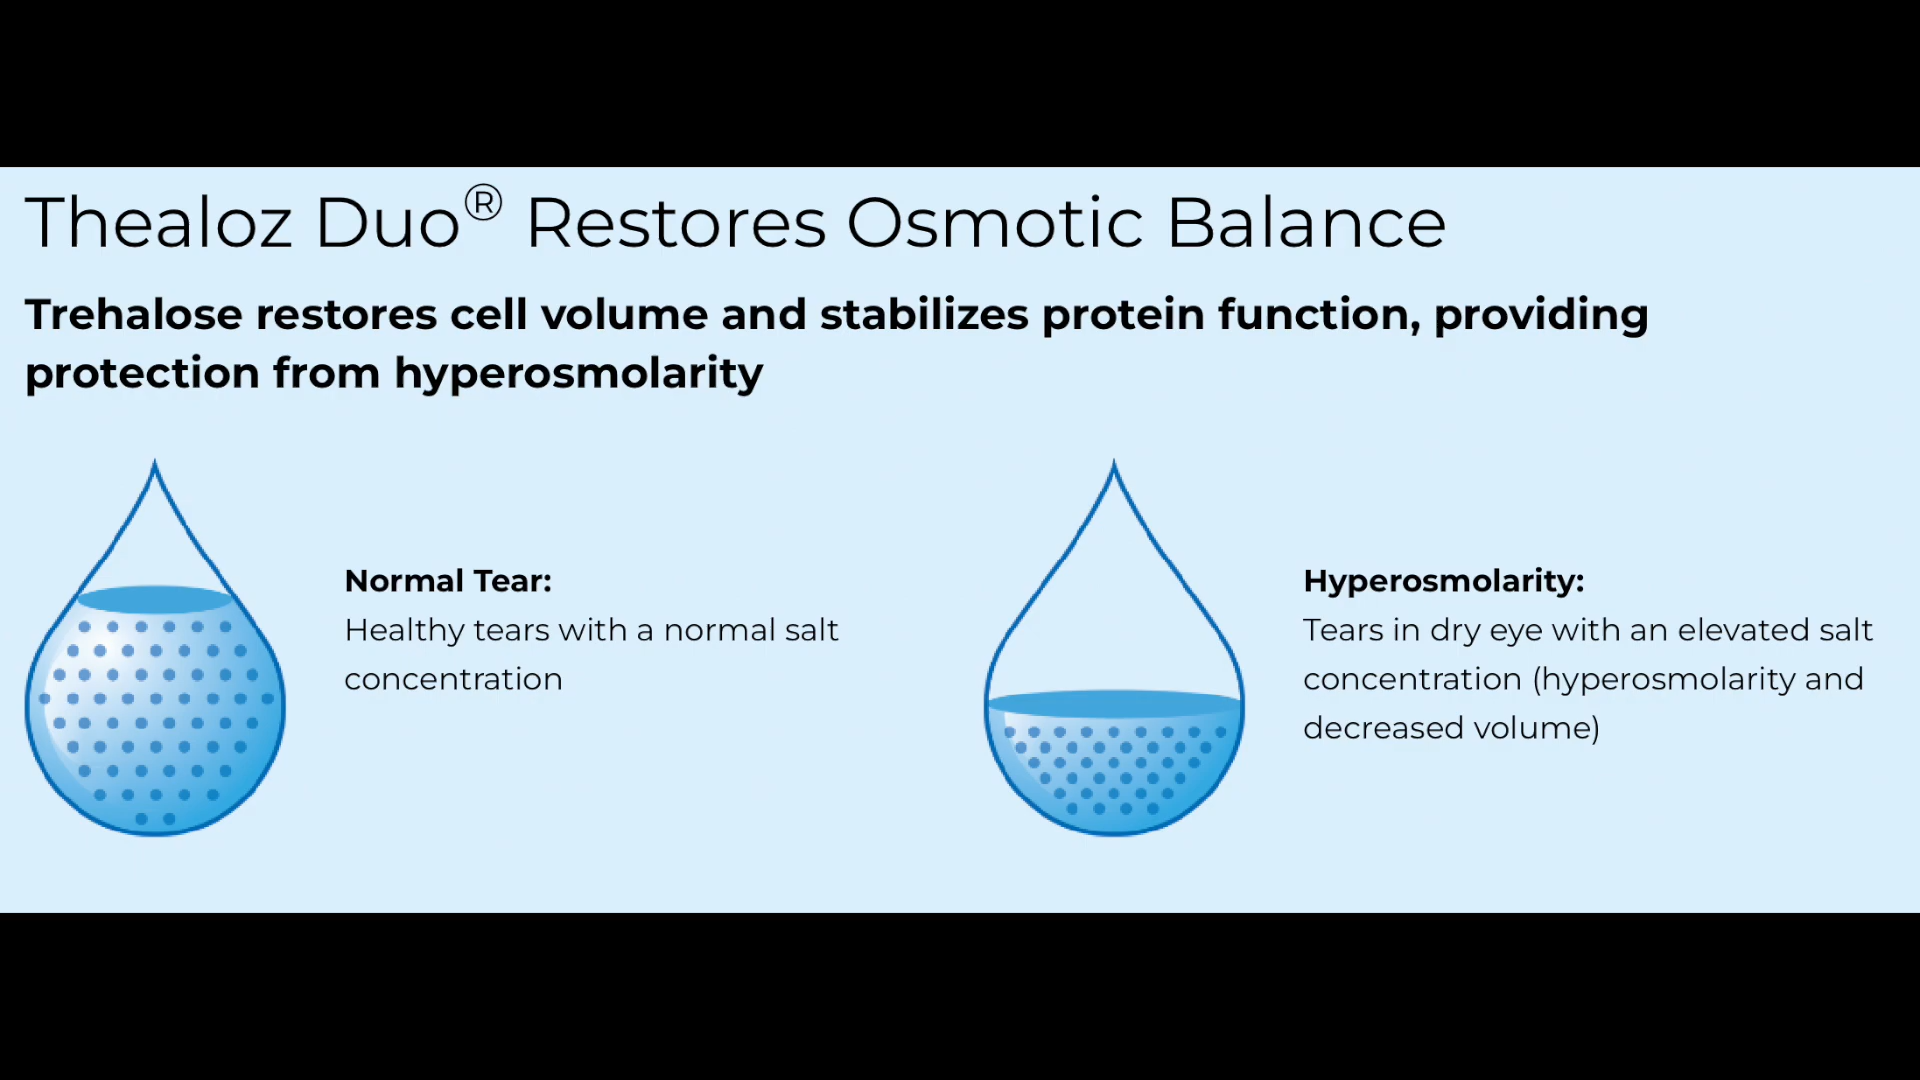 Thealoz Duo® Restores Osmotic Balance
Trehalose restores cell volume and stabilizes protein function, providing
protection from hyperosmolarity
Normal Tear:
Healthy tears with a normal salt
concentration
Hyperosmolarity:
Tears in dry eye with an elevated salt
concentration (hyperosmolarity and
decreased volume)